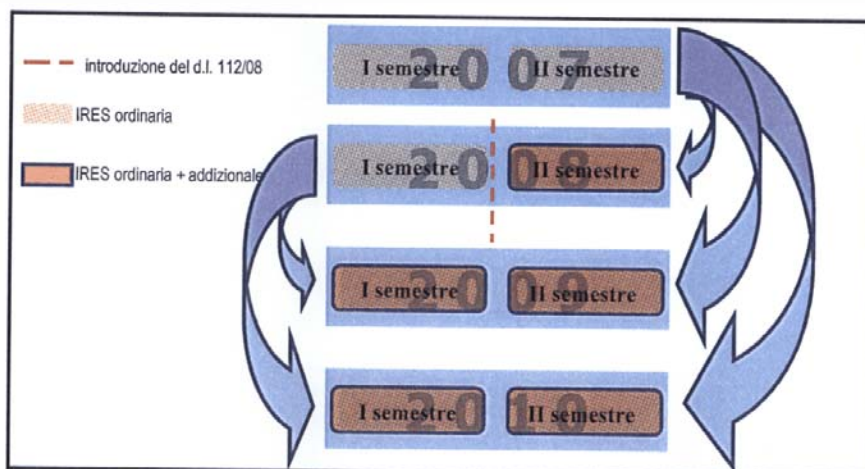 introduzione del d.l. 112/08
IRES ordinaria
IRES ordinaria + addizionale
2007
I semestre II semestre
2008
I semestre II semestre
2009
I semestre II semestre
2010
I semestre II semestre